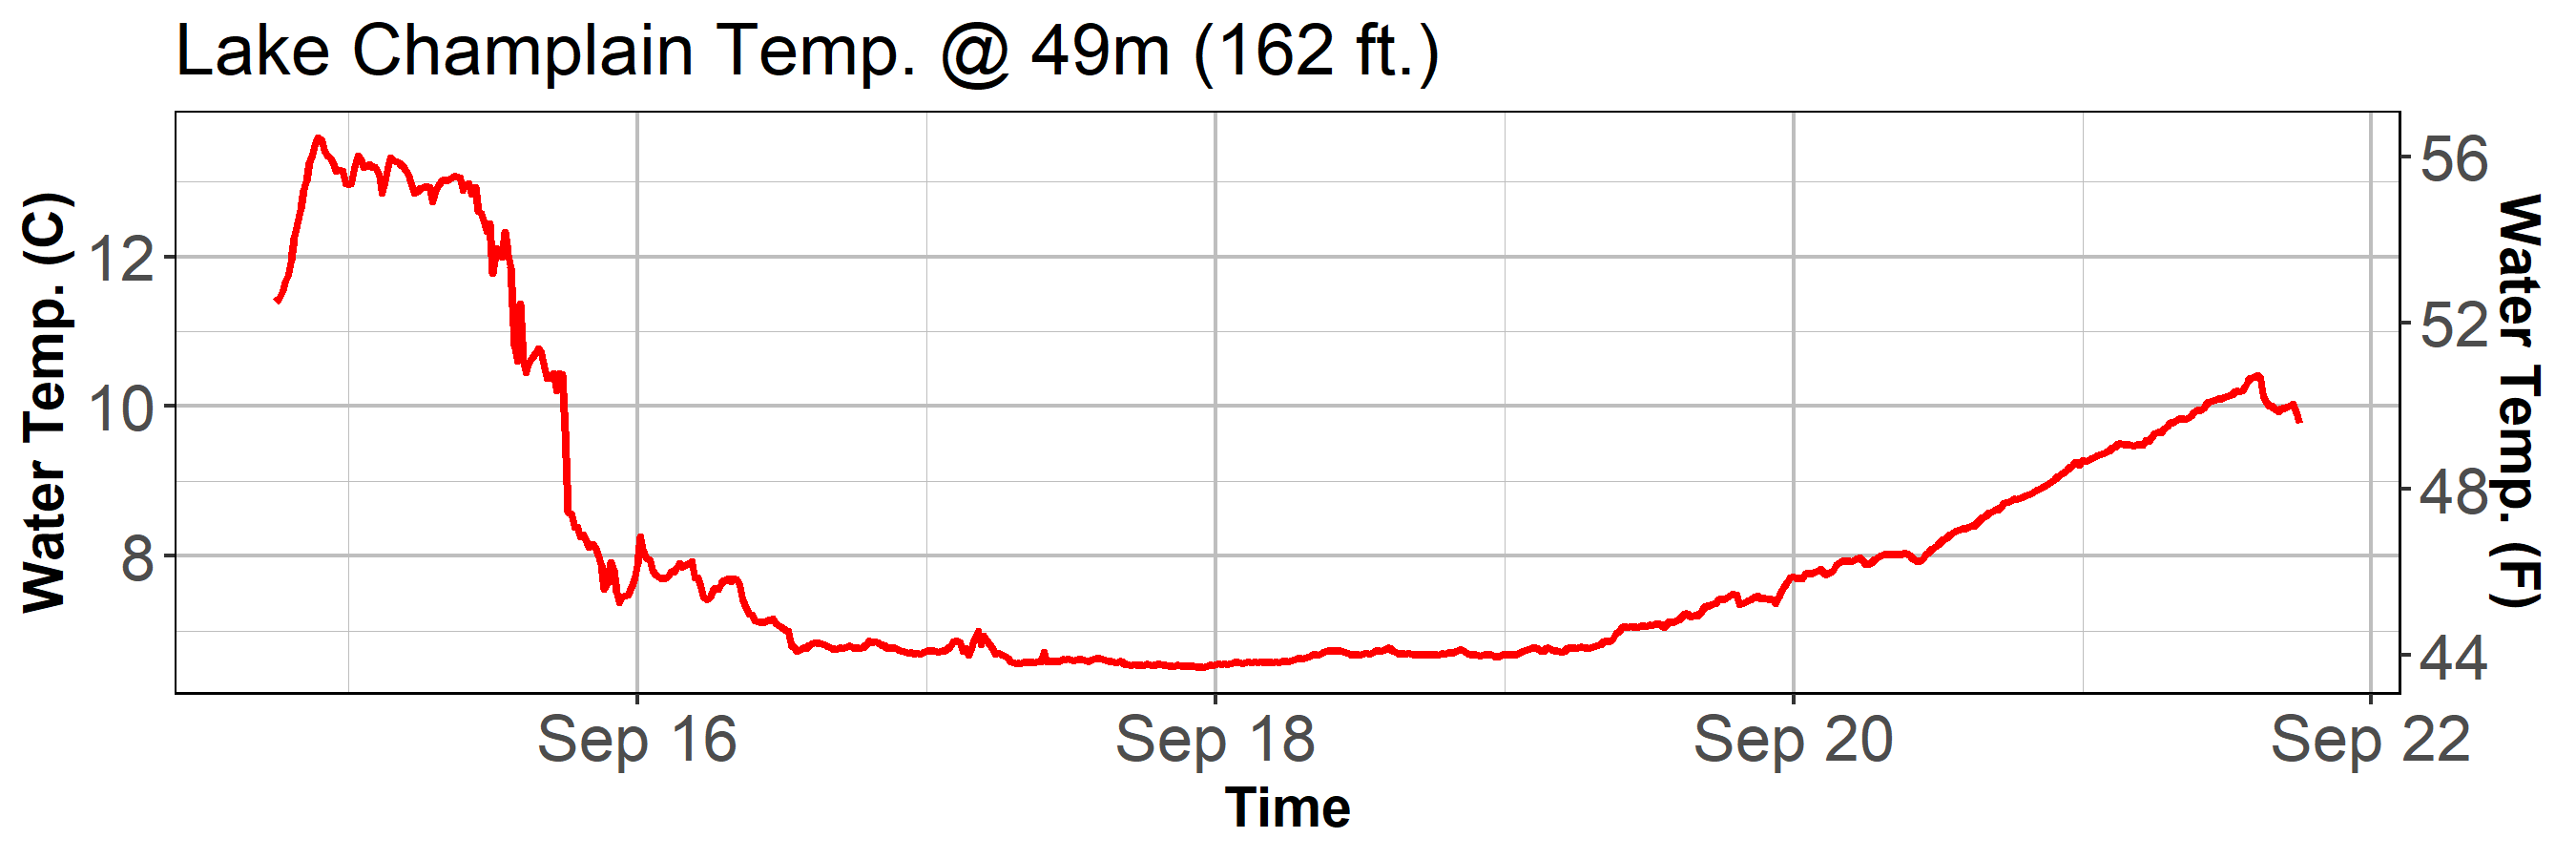 Lake Champlain Temp. @ 49m (162 ft.)
Water Temp. (C)
12
10
8
56
52
48
44
Water Temp. (F)
Sep 16
Sep 18
Sep 20
Sep 22
Time